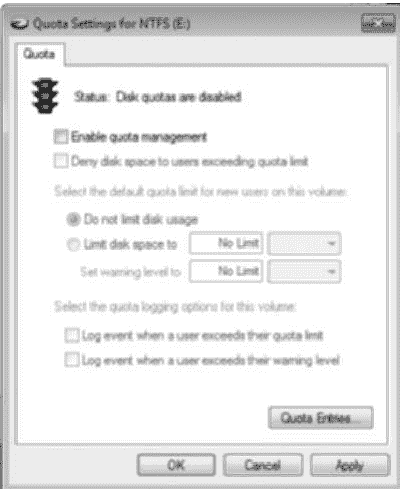 Quota Settings for NTFS (E:)
Quota
Status: Disk quotas are disabled
Enable quota management
Deny disk space to users exceeding quota limit
Select the default quota limit for new users on this volume:
Do not limit disk usage
Limit disk space to No Limit
Set warning level to No Limit
Select the quota logging options for this volume:
Log event when a user exceeds their quota limit
Log event when a user exceeds their warning level
Quota Entries...
OK Cancel Apply